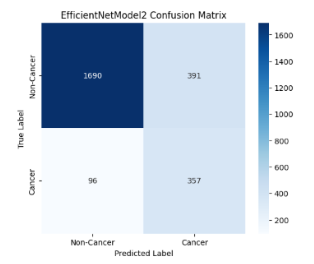 EfficientNetModel2 Confusion Matrix
Non-Cancer
1690
391
Cancer
96
357
True Label
Non-Cancer
Cancer
Predicted Label
1600
1400
1200
1000
800
600
400
200